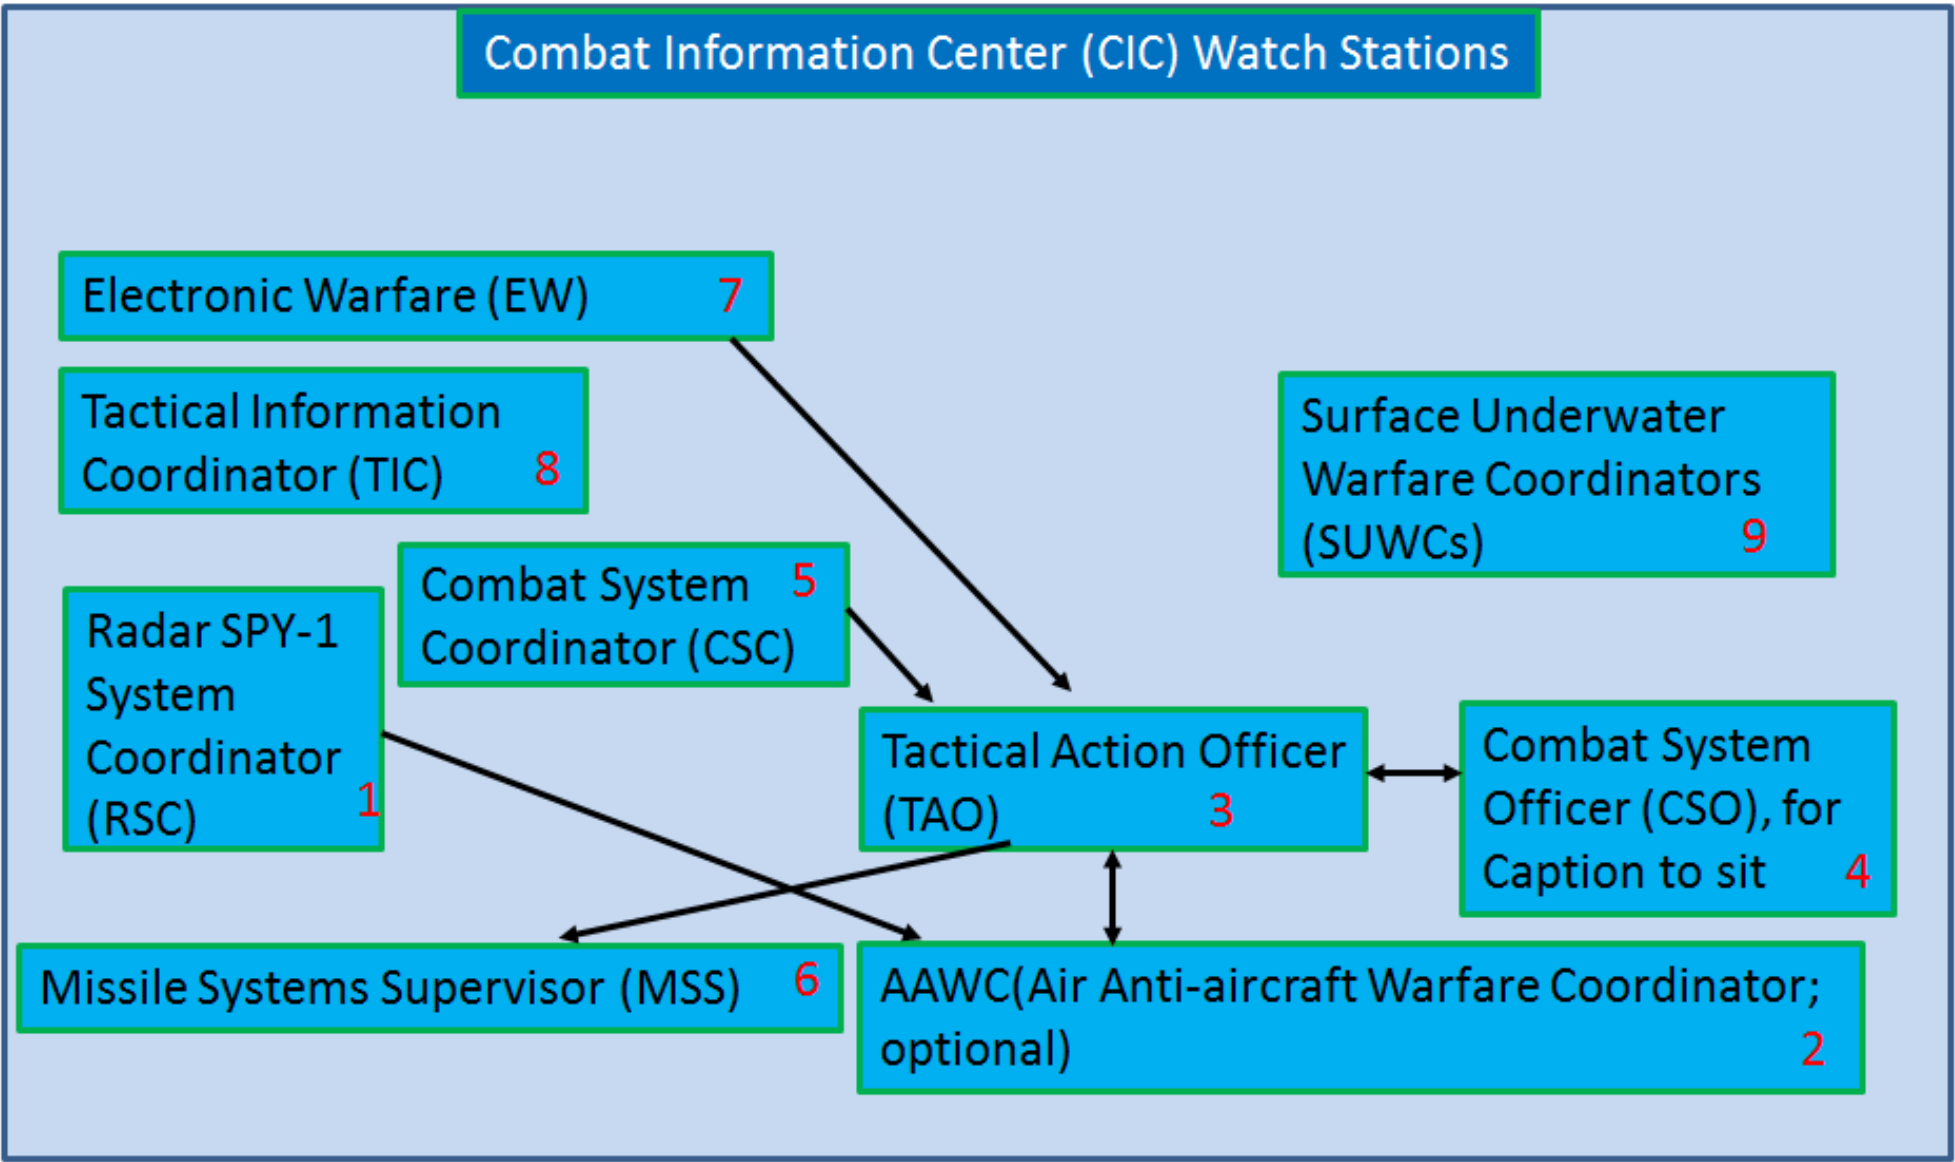 Combat Information Center (CIC) Watch Stations
Electronic Warfare (EW) 7
Tactical Information
Coordinator (TIC) 8
Surface Underwater
Warfare Coordinators
(SUWCs) 9
Combat System 5
Coordinator (CSC)
Radar SPY-1
System
Coordinator
(RSC) 1
Tactical Action Officer
(TAO) 3
Combat System
Officer (CSO), for
Caption to sit 4
Missile Systems Supervisor (MSS) 6
AAWC(Air Anti-aircraft Warfare Coordinator;
optional) 2